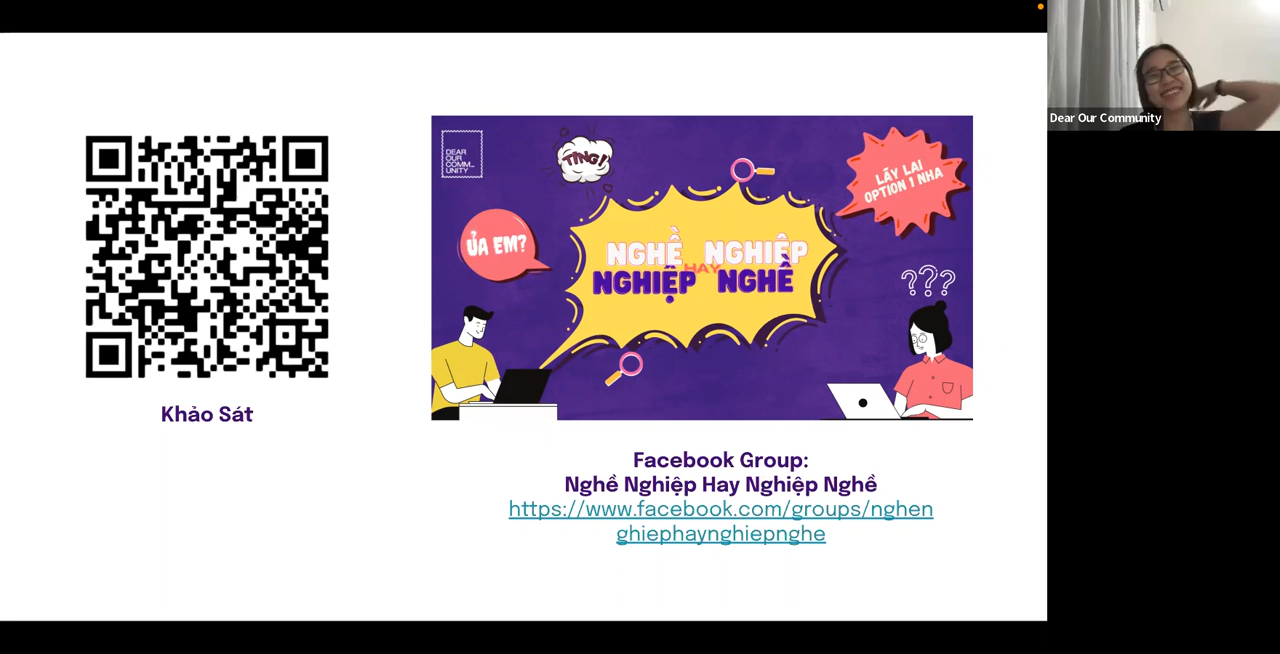 Dear Our Community
DEAR
OUR
COMM_
UNITY
TING!
LẤY LẠI
OPTION 1 NHA
ỦA EM?
NGHỀ NGHIỆP
HAY
NGHIỆP NGHỀ
???
Khảo Sát
Facebook Group:
Nghề Nghiệp Hay Nghiệp Nghề
https://www.facebook.com/groups/nghen
ghiephaynghiepnghe